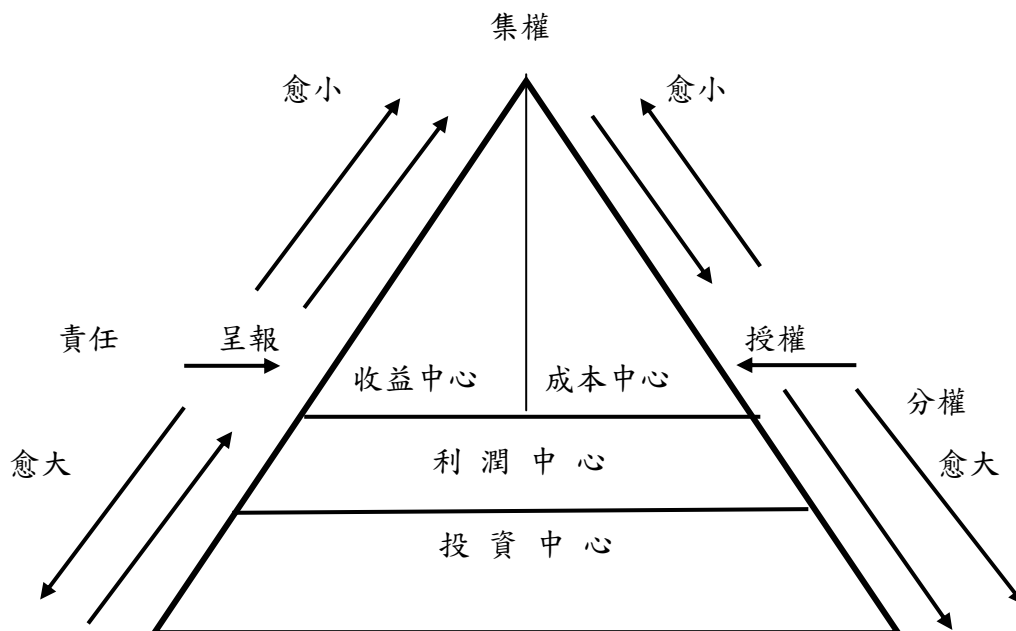 集權
愈小 愈小
責任 呈報 授權
收益中心 成本中心
分權
愈大 利潤中心 愈大
投資中心